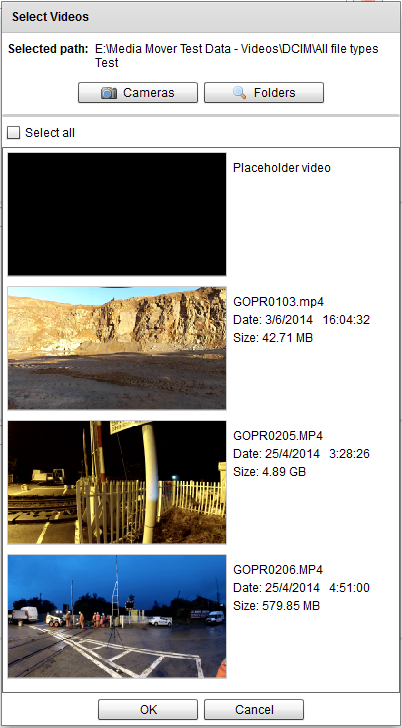 Select Videos
Selected path: E:\Media Mover Test Data - Videos\DCIM\All file types
Test
Cameras Folders
Select all
Placeholder video
GOPR0103.mp4
Date: 3/6/2014 16:04:32
Size: 42.71 MB
GOPR0205.MP4
Date: 25/4/2014 3:28:26
Size: 4.89 GB
GOPR0206.MP4
Date: 25/4/2014 4:51:00
Size: 579.85 MB
OK Cancel